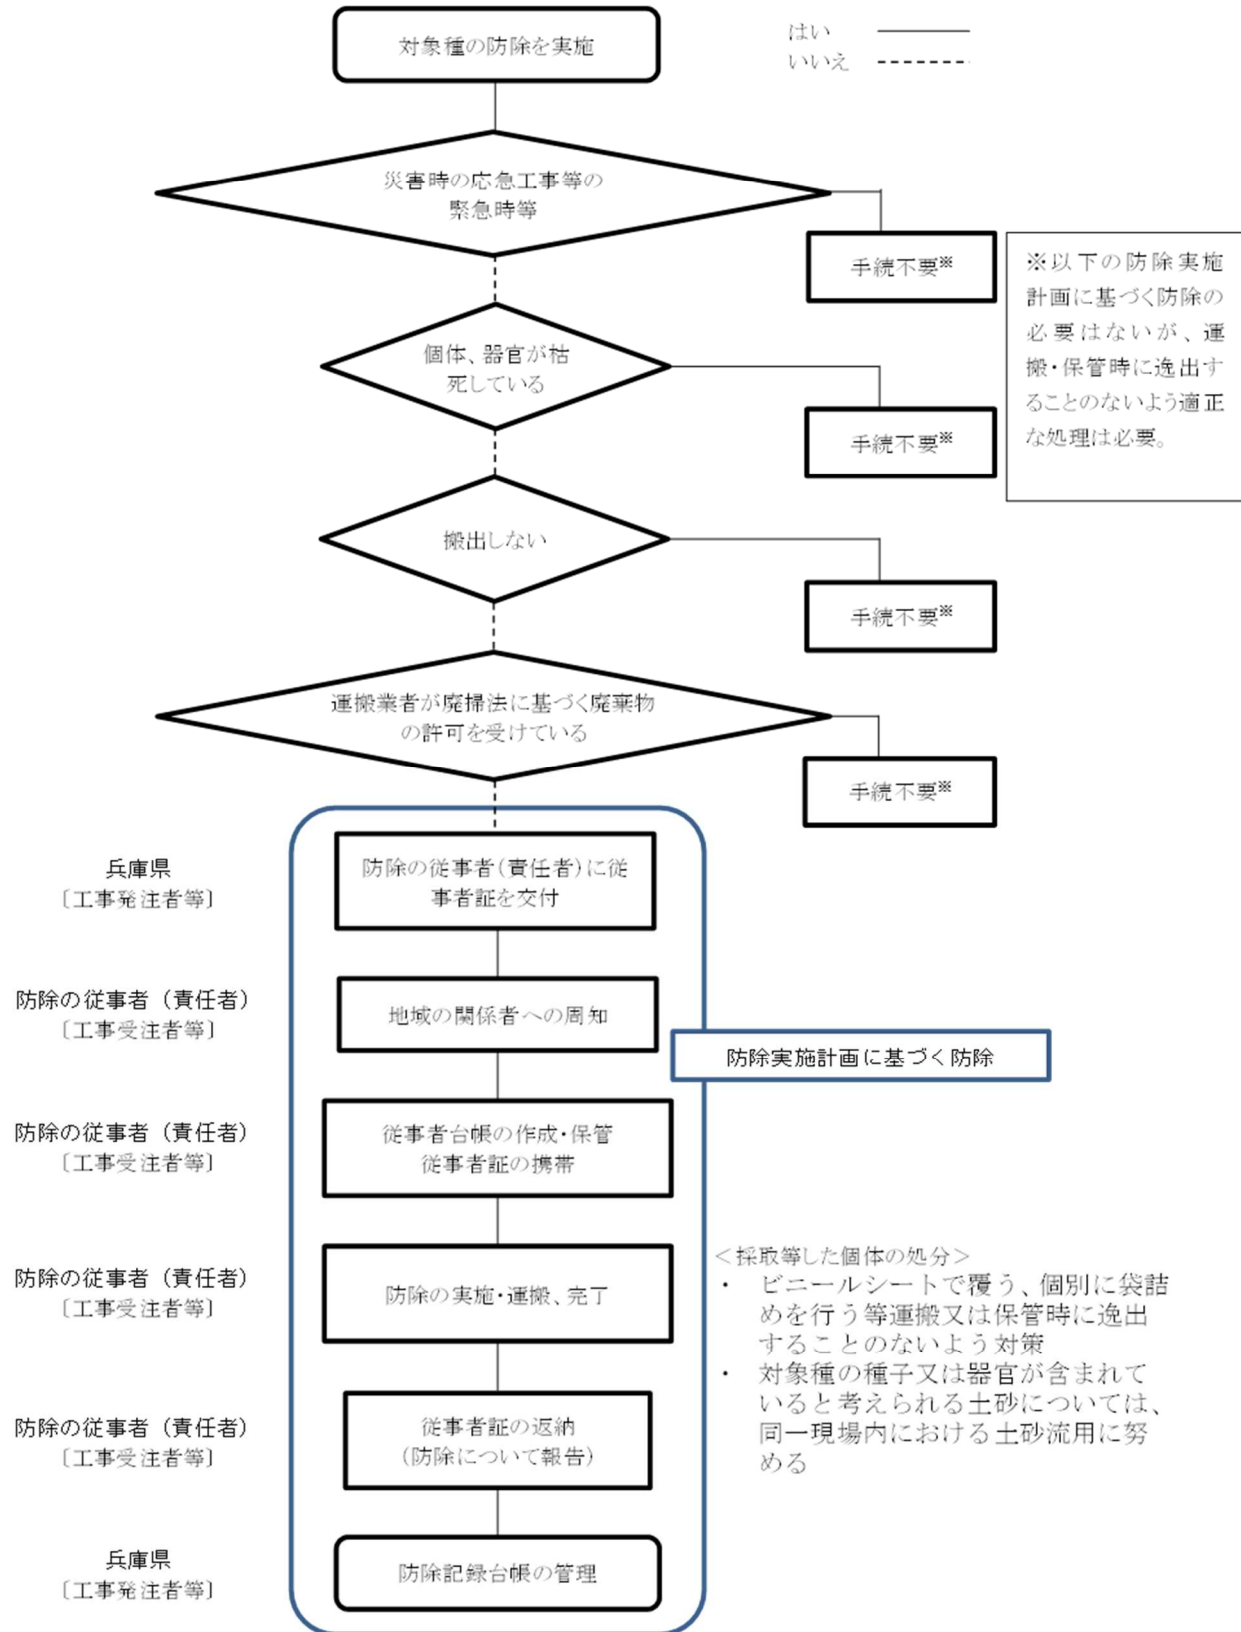 対象種の防除を実施
はい
いいえ
災害時の応急工事等の
緊急時等
手続不要※
※以下の防除実施
計画に基づく防除の
必要はないが、運
搬・保管時に逸出す
ることのないよう適正
な処理は必要。
個体、器官が枯
死している
手続不要※
搬出しない
手続不要※
運搬業者が廃掃法に基づく廃棄物
の許可を受けている
手続不要※
兵庫県
〔工事発注者等〕
防除の従事者(責任者)に従
事者証を交付
防除の従事者（責任者）
〔工事受注者等〕
地域の関係者への周知
防除実施計画に基づく防除
防除の従事者（責任者）
〔工事受注者等〕
従事者台帳の作成・保管
従事者証の携帯
防除の従事者（責任者）
〔工事受注者等〕
防除の実施・運搬、完了
＜採取等した個体の処分＞
・ ビニールシートで覆う、個別に袋詰
めを行う等運搬又は保管時に逸出
することのないよう対策
・ 対象種の種子又は器官が含まれて
いると考えられる土砂については、
同一現場内における土砂流用に努
める
防除の従事者（責任者）
〔工事受注者等〕
従事者証の返納
(防除について報告)
兵庫県
〔工事発注者等〕
防除記録台帳の管理